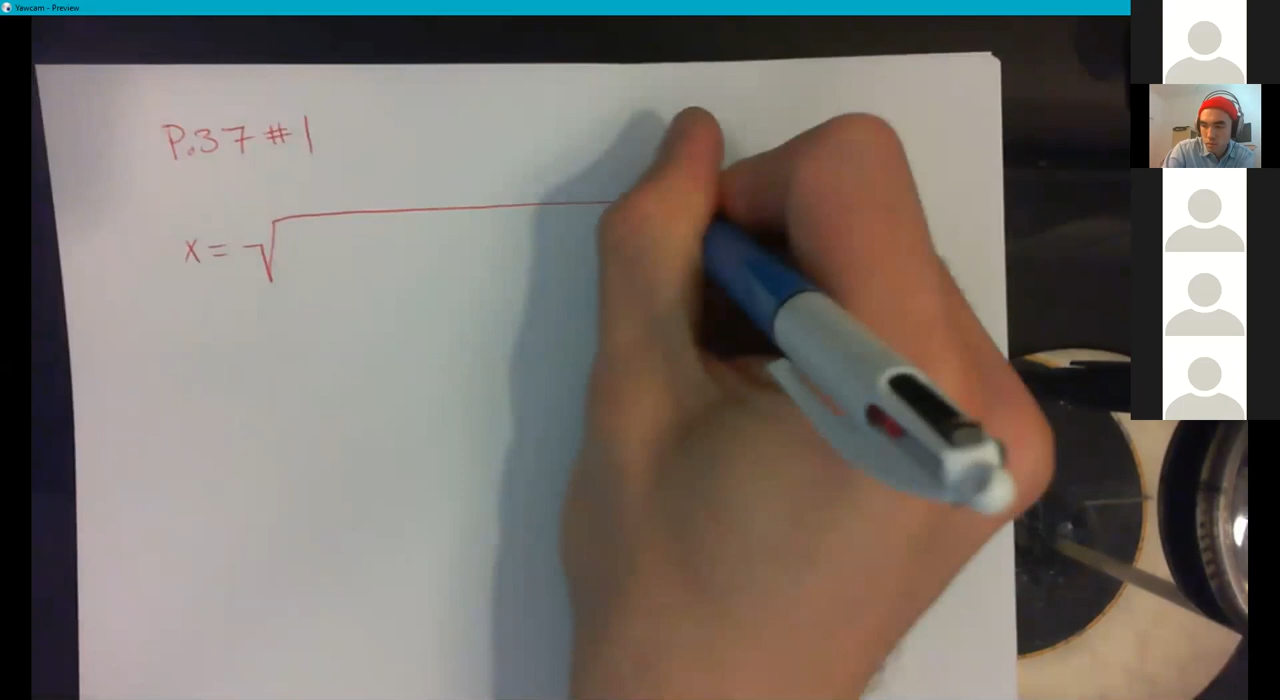 Yawcam - Preview
P.37 #1
x = √